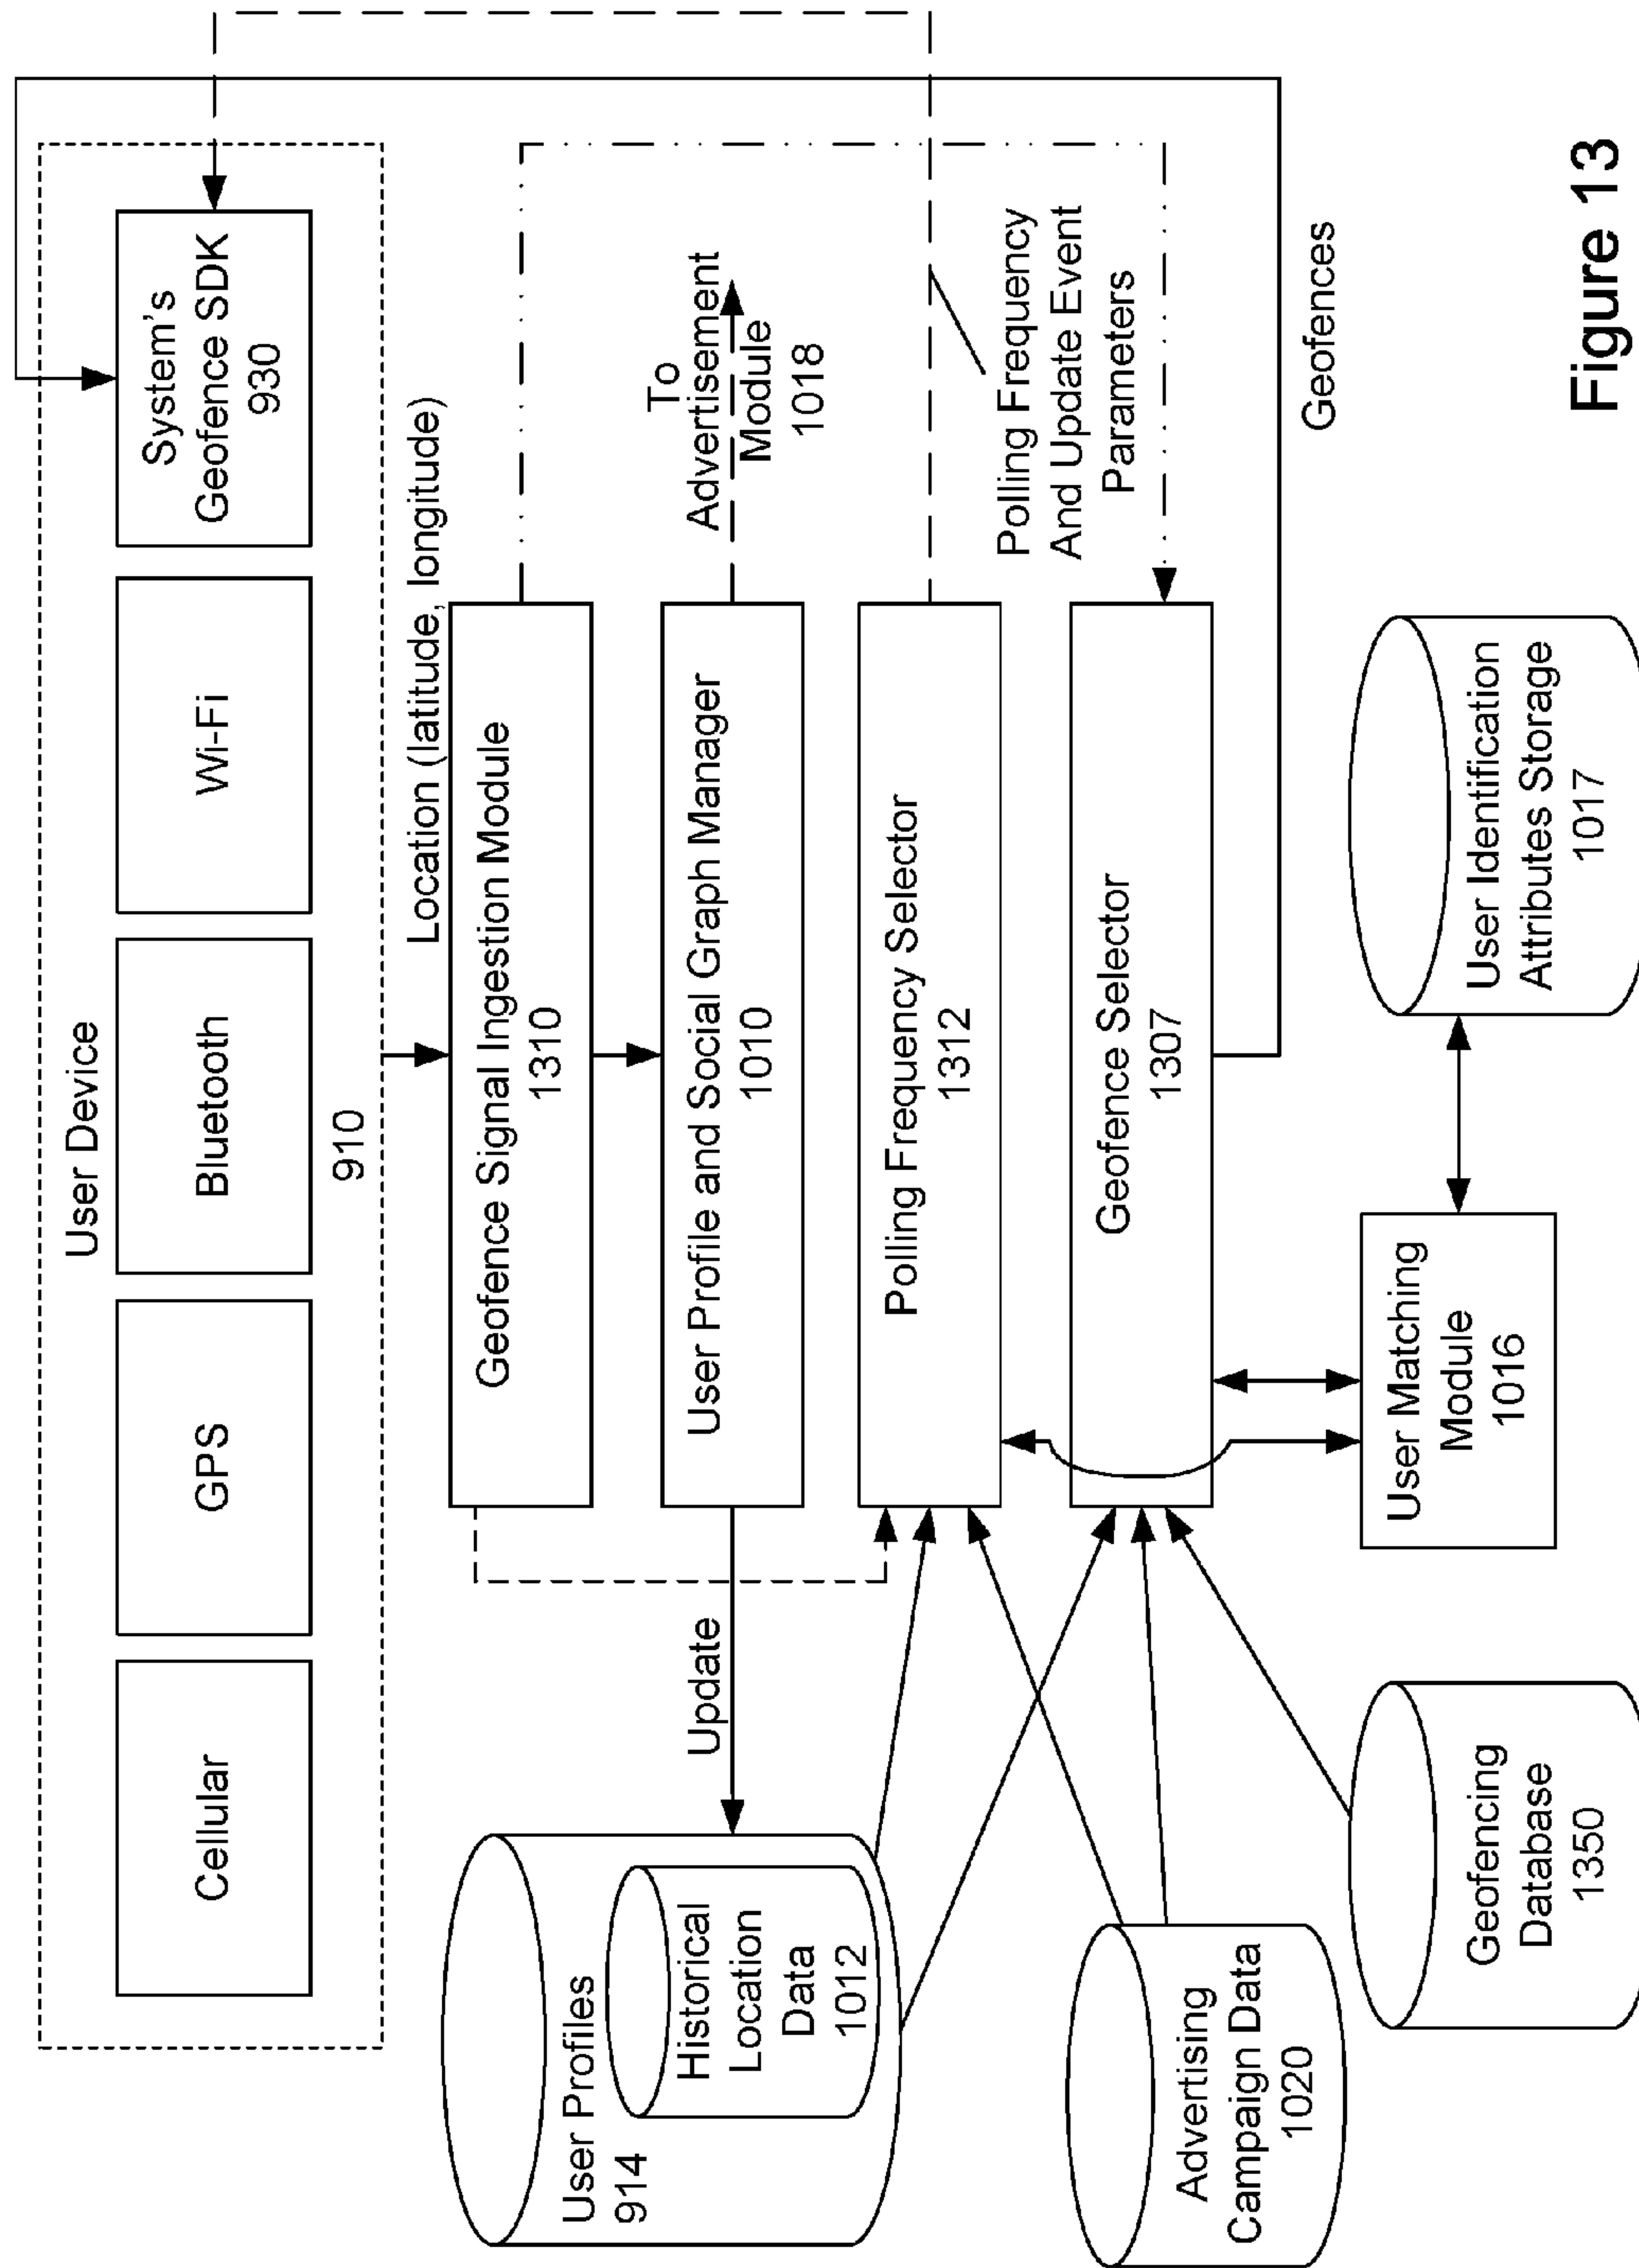 User Device
Cellular
GPS
Bluetooth
Wi-Fi
System's
Geofence SDK
930
910
Location (latitude, longitude)
Geofence Signal Ingestion Module
1310
User Profile and Social Graph Manager
1010
Polling Frequency Selector
1312
Geofence Selector
1307
To
Advertisement
Module
1018
Polling Frequency
And Update Event
Parameters
Geofences
Update
User Profiles
914
Historical
Location
Data
1012
Advertising
Campaign Data
1020
Geofencing
Database
1350
User Matching
Module
1016
User Identification
Attributes Storage
1017
Figure 13